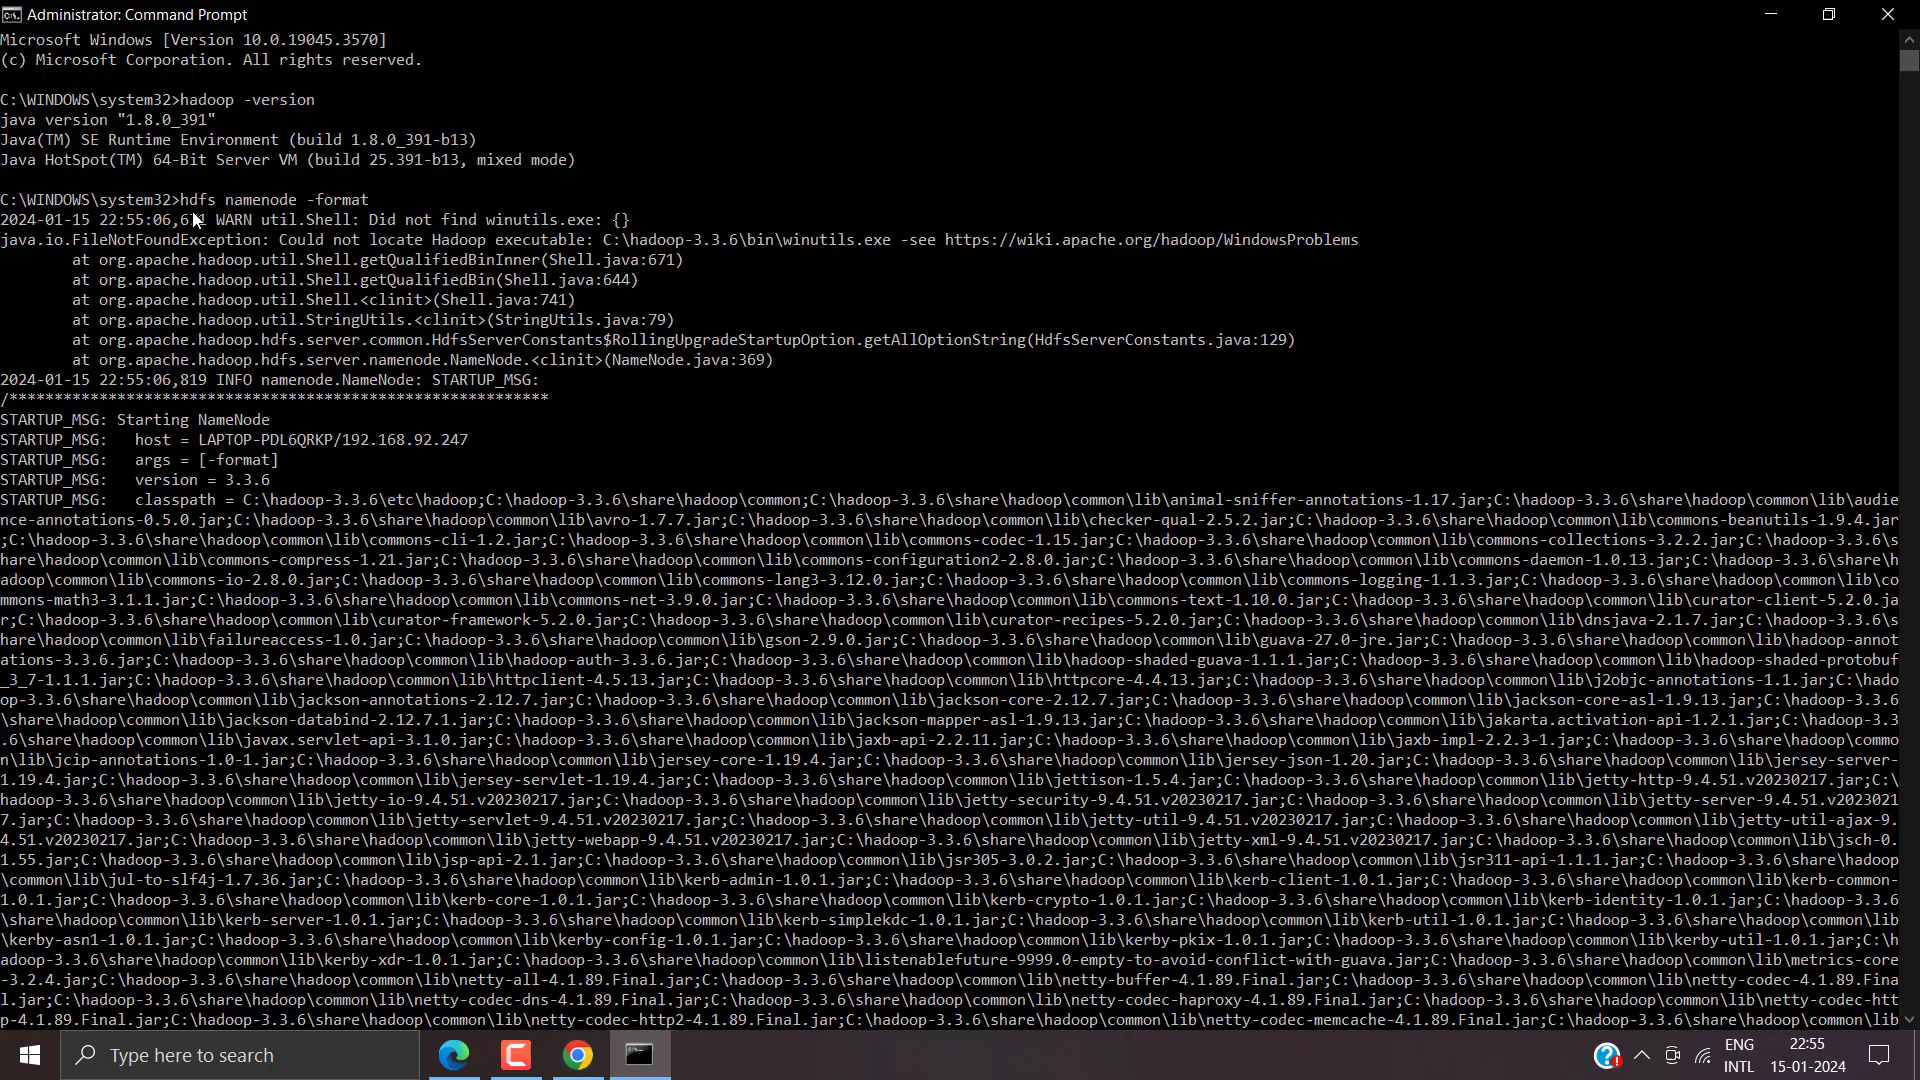 Administrator: Command Prompt
Microsoft Windows [Version 10.0.19045.3570]
(c) Microsoft Corporation. All rights reserved.
C:\WINDOWS\system32>hadoop -version
java version "1.8.0_391"
Java(TM) SE Runtime Environment (build 1.8.0_391-b13)
Java HotSpot(TM) 64-Bit Server VM (build 25.391-b13, mixed mode)
C:\WINDOWS\system32>hdfs namenode -format
2024-01-15 22:55:06,671 WARN util.Shell: Did not find winutils.exe: {}
java.io.FileNotFoundException: Could not locate Hadoop executable: C:\hadoop-3.3.6\bin\winutils.exe -see https://wiki.apache.org/hadoop/WindowsProblems
at org.apache.hadoop.util.Shell.getQualifiedBinInner(Shell.java:671)
at org.apache.hadoop.util.Shell.getQualifiedBin(Shell.java:644)
at org.apache.hadoop.util.Shell.<clinit>(Shell.java:741)
at org.apache.hadoop.util.StringUtils.<clinit>(StringUtils.java:79)
at org.apache.hadoop.hdfs.server.common.HdfsServerConstants$RollingUpgradeStartupOption.getAllOptionString(HdfsServerConstants.java:129)
at org.apache.hadoop.hdfs.server.namenode.NameNode.<clinit>(NameNode.java:369)
2024-01-15 22:55:06,819 INFO namenode.NameNode: STARTUP_MSG:
/************************************************************
STARTUP_MSG: Starting NameNode
STARTUP_MSG:   host = LAPTOP-PDL6QRKP/192.168.92.247
STARTUP_MSG:   args = [-format]
STARTUP_MSG:   version = 3.3.6
STARTUP_MSG:   classpath = C:\hadoop-3.3.6\etc\hadoop;C:\hadoop-3.3.6\share\hadoop\common;C:\hadoop-3.3.6\share\hadoop\common\lib\animal-sniffer-annotations-1.17.jar;C:\hadoop-3.3.6\share\hadoop\common\lib\audie
nce-annotations-0.5.0.jar;C:\hadoop-3.3.6\share\hadoop\common\lib\avro-1.7.7.jar;C:\hadoop-3.3.6\share\hadoop\common\lib\checker-qual-2.5.2.jar;C:\hadoop-3.3.6\share\hadoop\common\lib\commons-beanutils-1.9.4.jar
;C:\hadoop-3.3.6\share\hadoop\common\lib\commons-cli-1.2.jar;C:\hadoop-3.3.6\share\hadoop\common\lib\commons-codec-1.15.jar;C:\hadoop-3.3.6\share\hadoop\common\lib\commons-collections-3.2.2.jar;C:\hadoop-3.3.6\s
hare\hadoop\common\lib\commons-compress-1.21.jar;C:\hadoop-3.3.6\share\hadoop\common\lib\commons-configuration2-2.8.0.jar;C:\hadoop-3.3.6\share\hadoop\common\lib\commons-daemon-1.0.13.jar;C:\hadoop-3.3.6\share\h
adoop\common\lib\commons-io-2.8.0.jar;C:\hadoop-3.3.6\share\hadoop\common\lib\commons-lang3-3.12.0.jar;C:\hadoop-3.3.6\share\hadoop\common\lib\commons-logging-1.1.3.jar;C:\hadoop-3.3.6\share\hadoop\common\lib\co
mmons-math3-3.1.1.jar;C:\hadoop-3.3.6\share\hadoop\common\lib\commons-net-3.9.0.jar;C:\hadoop-3.3.6\share\hadoop\common\lib\commons-text-1.10.0.jar;C:\hadoop-3.3.6\share\hadoop\common\lib\curator-client-5.2.0.ja
r;C:\hadoop-3.3.6\share\hadoop\common\lib\curator-framework-5.2.0.jar;C:\hadoop-3.3.6\share\hadoop\common\lib\curator-recipes-5.2.0.jar;C:\hadoop-3.3.6\share\hadoop\common\lib\dnsjava-2.1.7.jar;C:\hadoop-3.3.6\s
hare\hadoop\common\lib\failureaccess-1.0.jar;C:\hadoop-3.3.6\share\hadoop\common\lib\gson-2.9.0.jar;C:\hadoop-3.3.6\share\hadoop\common\lib\guava-27.0-jre.jar;C:\hadoop-3.3.6\share\hadoop\common\lib\hadoop-annot
ations-3.3.6.jar;C:\hadoop-3.3.6\share\hadoop\common\lib\hadoop-auth-3.3.6.jar;C:\hadoop-3.3.6\share\hadoop\common\lib\hadoop-shaded-guava-1.1.1.jar;C:\hadoop-3.3.6\share\hadoop\common\lib\hadoop-shaded-protobuf
_3_7-1.1.1.jar;C:\hadoop-3.3.6\share\hadoop\common\lib\httpclient-4.5.13.jar;C:\hadoop-3.3.6\share\hadoop\common\lib\httpcore-4.4.13.jar;C:\hadoop-3.3.6\share\hadoop\common\lib\j2objc-annotations-1.1.jar;C:\hado
op-3.3.6\share\hadoop\common\lib\jackson-annotations-2.12.7.jar;C:\hadoop-3.3.6\share\hadoop\common\lib\jackson-core-2.12.7.jar;C:\hadoop-3.3.6\share\hadoop\common\lib\jackson-core-asl-1.9.13.jar;C:\hadoop-3.3.6
\share\hadoop\common\lib\jackson-databind-2.12.7.1.jar;C:\hadoop-3.3.6\share\hadoop\common\lib\jackson-mapper-asl-1.9.13.jar;C:\hadoop-3.3.6\share\hadoop\common\lib\jakarta.activation-api-1.2.1.jar;C:\hadoop-3.3
.6\share\hadoop\common\lib\javax.servlet-api-3.1.0.jar;C:\hadoop-3.3.6\share\hadoop\common\lib\jaxb-api-2.2.11.jar;C:\hadoop-3.3.6\share\hadoop\common\lib\jaxb-impl-2.2.3-1.jar;C:\hadoop-3.3.6\share\hadoop\commo
n\lib\jcip-annotations-1.0-1.jar;C:\hadoop-3.3.6\share\hadoop\common\lib\jersey-core-1.19.4.jar;C:\hadoop-3.3.6\share\hadoop\common\lib\jersey-json-1.20.jar;C:\hadoop-3.3.6\share\hadoop\common\lib\jersey-server-
1.19.4.jar;C:\hadoop-3.3.6\share\hadoop\common\lib\jersey-servlet-1.19.4.jar;C:\hadoop-3.3.6\share\hadoop\common\lib\jettison-1.5.4.jar;C:\hadoop-3.3.6\share\hadoop\common\lib\jetty-http-9.4.51.v20230217.jar;C:\
hadoop-3.3.6\share\hadoop\common\lib\jetty-io-9.4.51.v20230217.jar;C:\hadoop-3.3.6\share\hadoop\common\lib\jetty-security-9.4.51.v20230217.jar;C:\hadoop-3.3.6\share\hadoop\common\lib\jetty-server-9.4.51.v2023021
7.jar;C:\hadoop-3.3.6\share\hadoop\common\lib\jetty-servlet-9.4.51.v20230217.jar;C:\hadoop-3.3.6\share\hadoop\common\lib\jetty-util-9.4.51.v20230217.jar;C:\hadoop-3.3.6\share\hadoop\common\lib\jetty-util-ajax-9.
4.51.v20230217.jar;C:\hadoop-3.3.6\share\hadoop\common\lib\jetty-webapp-9.4.51.v20230217.jar;C:\hadoop-3.3.6\share\hadoop\common\lib\jetty-xml-9.4.51.v20230217.jar;C:\hadoop-3.3.6\share\hadoop\common\lib\jsch-0.
1.55.jar;C:\hadoop-3.3.6\share\hadoop\common\lib\jsp-api-2.1.jar;C:\hadoop-3.3.6\share\hadoop\common\lib\jsr305-3.0.2.jar;C:\hadoop-3.3.6\share\hadoop\common\lib\jsr311-api-1.1.1.jar;C:\hadoop-3.3.6\share\hadoop
\common\lib\jul-to-slf4j-1.7.36.jar;C:\hadoop-3.3.6\share\hadoop\common\lib\kerb-admin-1.0.1.jar;C:\hadoop-3.3.6\share\hadoop\common\lib\kerb-client-1.0.1.jar;C:\hadoop-3.3.6\share\hadoop\common\lib\kerb-common-
1.0.1.jar;C:\hadoop-3.3.6\share\hadoop\common\lib\kerb-core-1.0.1.jar;C:\hadoop-3.3.6\share\hadoop\common\lib\kerb-crypto-1.0.1.jar;C:\hadoop-3.3.6\share\hadoop\common\lib\kerb-identity-1.0.1.jar;C:\hadoop-3.3.6
\share\hadoop\common\lib\kerb-server-1.0.1.jar;C:\hadoop-3.3.6\share\hadoop\common\lib\kerb-simplekdc-1.0.1.jar;C:\hadoop-3.3.6\share\hadoop\common\lib\kerb-util-1.0.1.jar;C:\hadoop-3.3.6\share\hadoop\common\lib
\kerby-asn1-1.0.1.jar;C:\hadoop-3.3.6\share\hadoop\common\lib\kerby-config-1.0.1.jar;C:\hadoop-3.3.6\share\hadoop\common\lib\kerby-pkix-1.0.1.jar;C:\hadoop-3.3.6\share\hadoop\common\lib\kerby-util-1.0.1.jar;C:\h
adoop-3.3.6\share\hadoop\common\lib\kerby-xdr-1.0.1.jar;C:\hadoop-3.3.6\share\hadoop\common\lib\listenablefuture-9999.0-empty-to-avoid-conflict-with-guava.jar;C:\hadoop-3.3.6\share\hadoop\common\lib\metrics-core
-3.2.4.jar;C:\hadoop-3.3.6\share\hadoop\common\lib\netty-all-4.1.89.Final.jar;C:\hadoop-3.3.6\share\hadoop\common\lib\netty-buffer-4.1.89.Final.jar;C:\hadoop-3.3.6\share\hadoop\common\lib\netty-codec-4.1.89.Fina
l.jar;C:\hadoop-3.3.6\share\hadoop\common\lib\netty-codec-dns-4.1.89.Final.jar;C:\hadoop-3.3.6\share\hadoop\common\lib\netty-codec-haproxy-4.1.89.Final.jar;C:\hadoop-3.3.6\share\hadoop\common\lib\netty-codec-htt
p-4.1.89.Final.jar;C:\hadoop-3.3.6\share\hadoop\common\lib\netty-codec-http2-4.1.89.Final.jar;C:\hadoop-3.3.6\share\hadoop\common\lib\netty-codec-memcache-4.1.89.Final.jar;C:\hadoop-3.3.6\share\hadoop\common\lib
Type here to search
ENG
INTL
22:55
15-01-2024